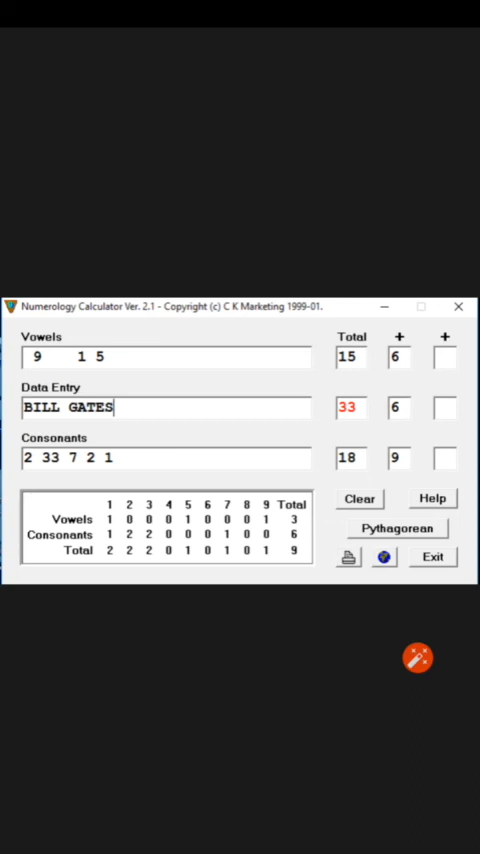 Numerology Calculator Ver. 2.1 - Copyright (c) C K Marketing 1999-01.
Vowels Total + +
9 1 5 15 6
Data Entry
BILL GATES 33 6
Consonants
2 33 7 2 1 18 9
1 2 3 4 5 6 7 8 9 Total
Vowels 1 0 0 0 1 0 0 0 1 3
Consonants 1 2 2 0 0 0 1 0 0 6
Total 2 2 2 0 1 0 1 0 1 9
Clear Help
Pythagorean
Exit